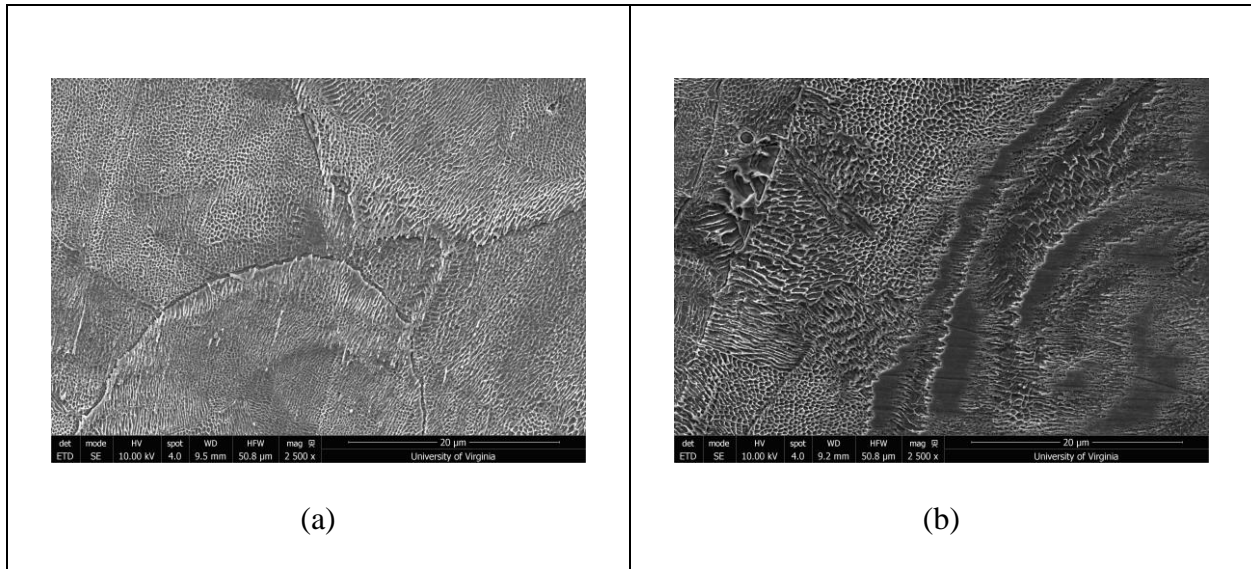 det mode HV spot WD HFW mag 20 µm
ETD SE 10.00 kV 4.0 9.5 mm 50.8 µm 2 500 x University of Virginia
(a)
det mode HV spot WD HFW mag 20 µm
ETD SE 10.00 kV 4.0 9.2 mm 50.8 µm 2 500 x University of Virginia
(b)